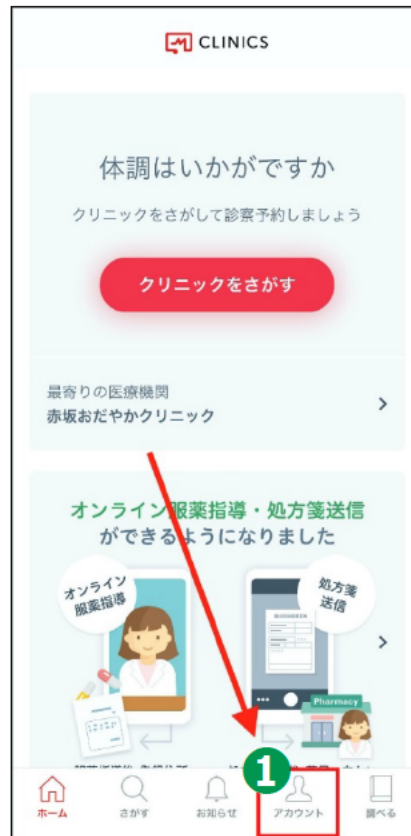 CLINICS
体調はいかがですか
クリニックをさがして診察予約しましょう
クリニックをさがす
最寄りの医療機関
赤坂おだやかクリニック
オンライン服薬指導・処方箋送信
ができるようになりました
オンライン
服薬指導
処方箋
送信
Pharmacy
1
ホーム
さがす
お知らせ
アカウント
調べる